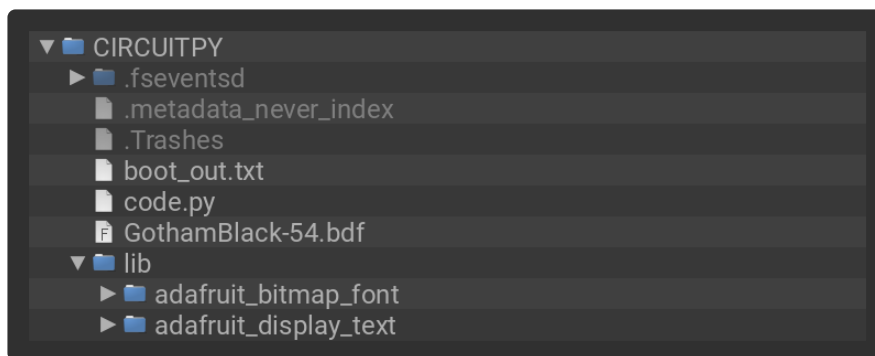 CIRCUITPY
.fseventsd
.metadata_never_index
.Trashes
boot_out.txt
code.py
F GothamBlack-54.bdf
lib
adafruit_bitmap_font
adafruit_display_text